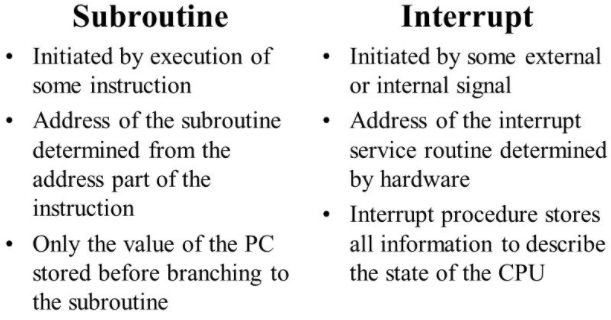 Subroutine
• Initiated by execution of
some instruction
• Address of the subroutine
determined from the
address part of the
instruction
• Only the value of the PC
stored before branching to
the subroutine
Interrupt
• Initiated by some external
or internal signal
• Address of the interrupt
service routine determined
by hardware
• Interrupt procedure stores
all information to describe
the state of the CPU